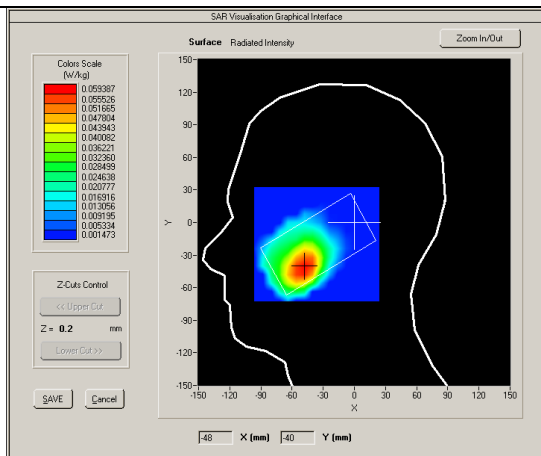 SAR Visualisation Graphical Interface
Surface Radiated Intensity
Zoom In/Out
Colors Scale
(W/kg)
0.059387
0.055526
0.051665
0.047804
0.043943
0.040082
0.036221
0.032360
0.028499
0.024638
0.020777
0.016916
0.013056
0.009195
0.005334
0.001473
Z-Cuts Control
<< Upper Cut
Z = 0.2 mm
Lower Cut >>
SAVE
Cancel
150
120
90
60
30
0
-30
-60
-90
-120
-150
Y
-150 -120 -90 -60 -30 0 30 60 90 120 150
X
-48 X (mm) -40 Y (mm)